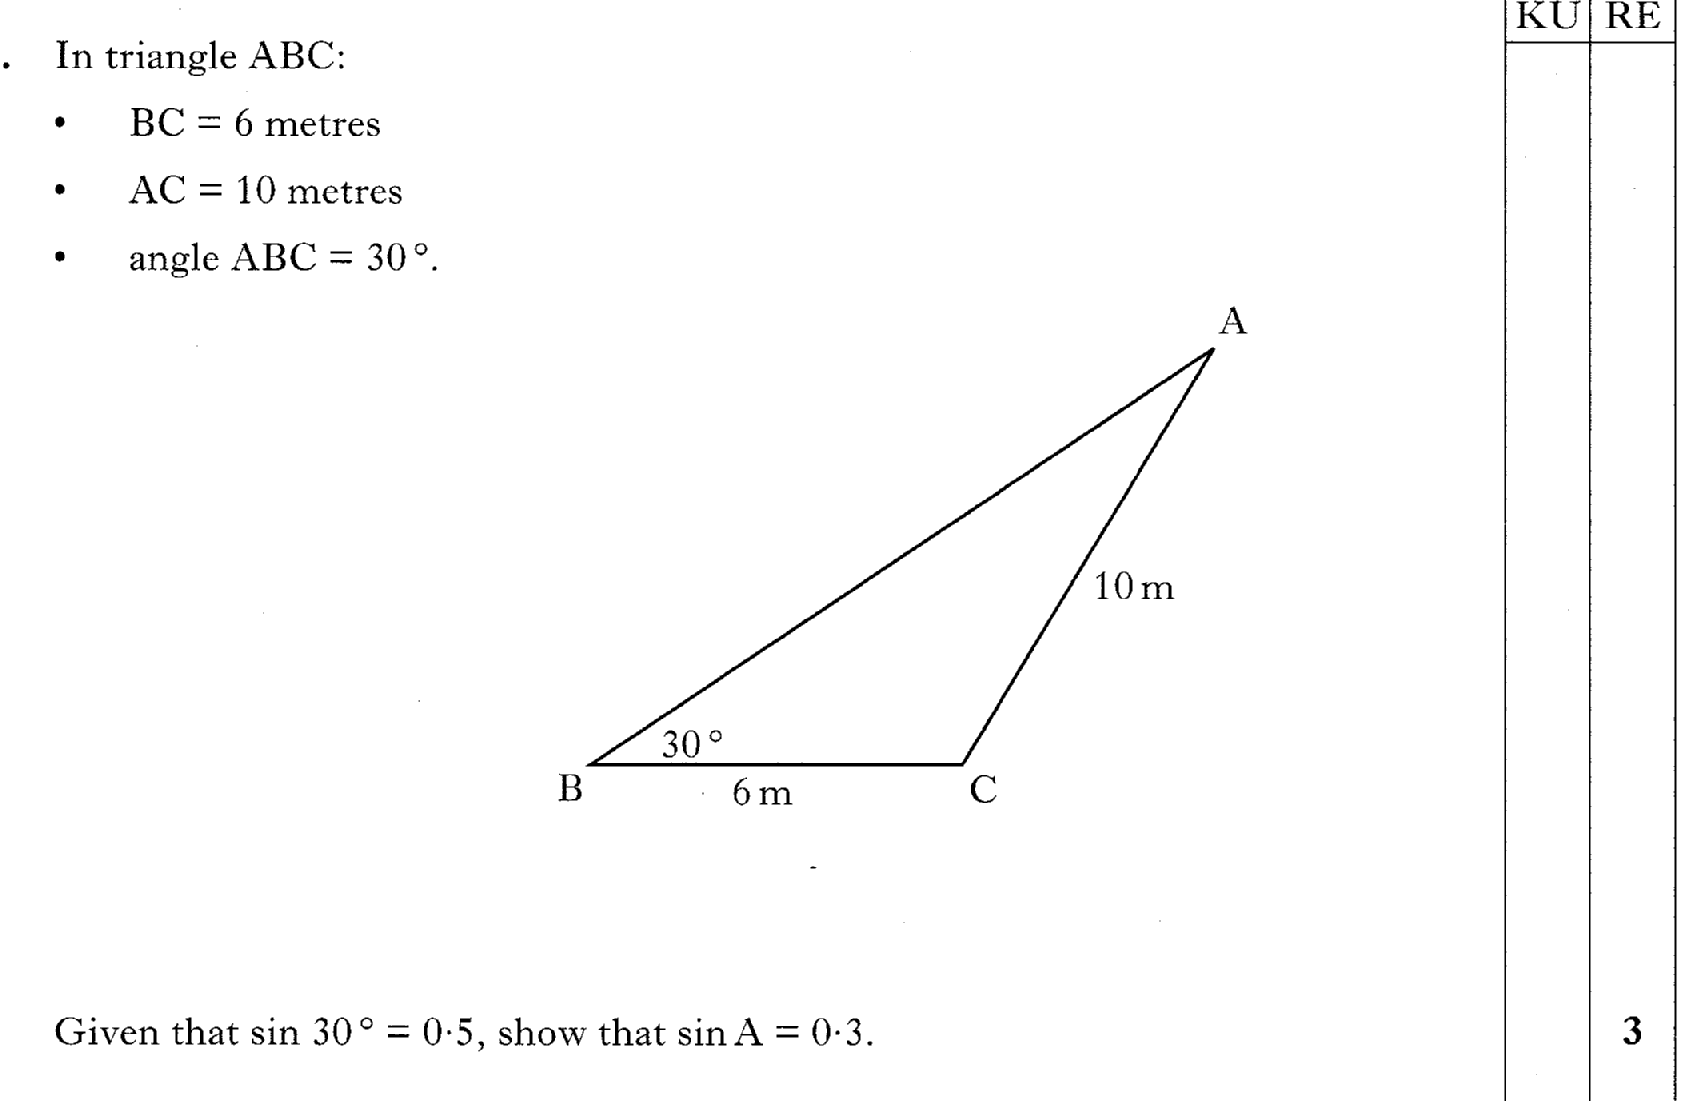 KU RE
. In triangle ABC:
• BC = 6 metres
• AC = 10 metres
• angle ABC = 30°.
A
10 m
30°
B
6 m
C
Given that sin 30° = 0·5, show that sin A = 0·3.
3